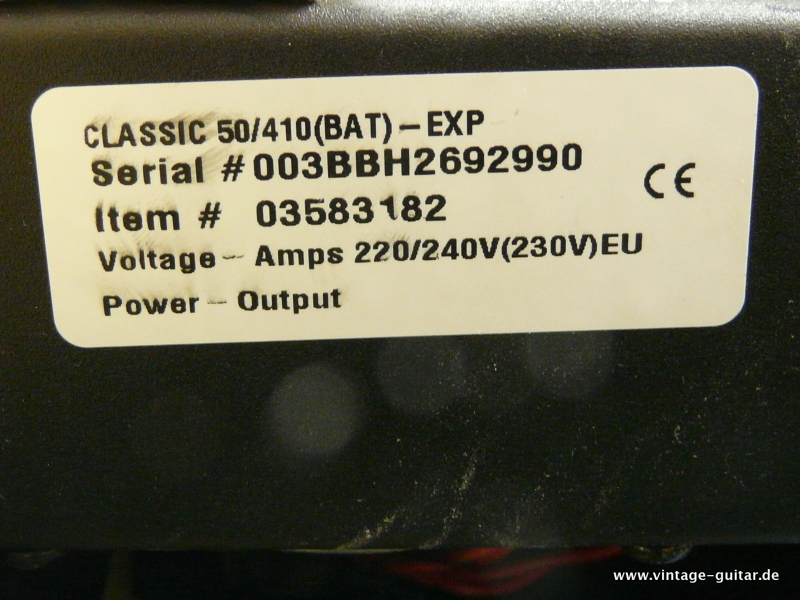 CLASSIC 50/410(BAT)-EXP
Serial #003BBH2692990
Item # 03583182
CE
Voltage - Amps 220/240V(230V)EU
Power - Output
www.vintage-guitar.de